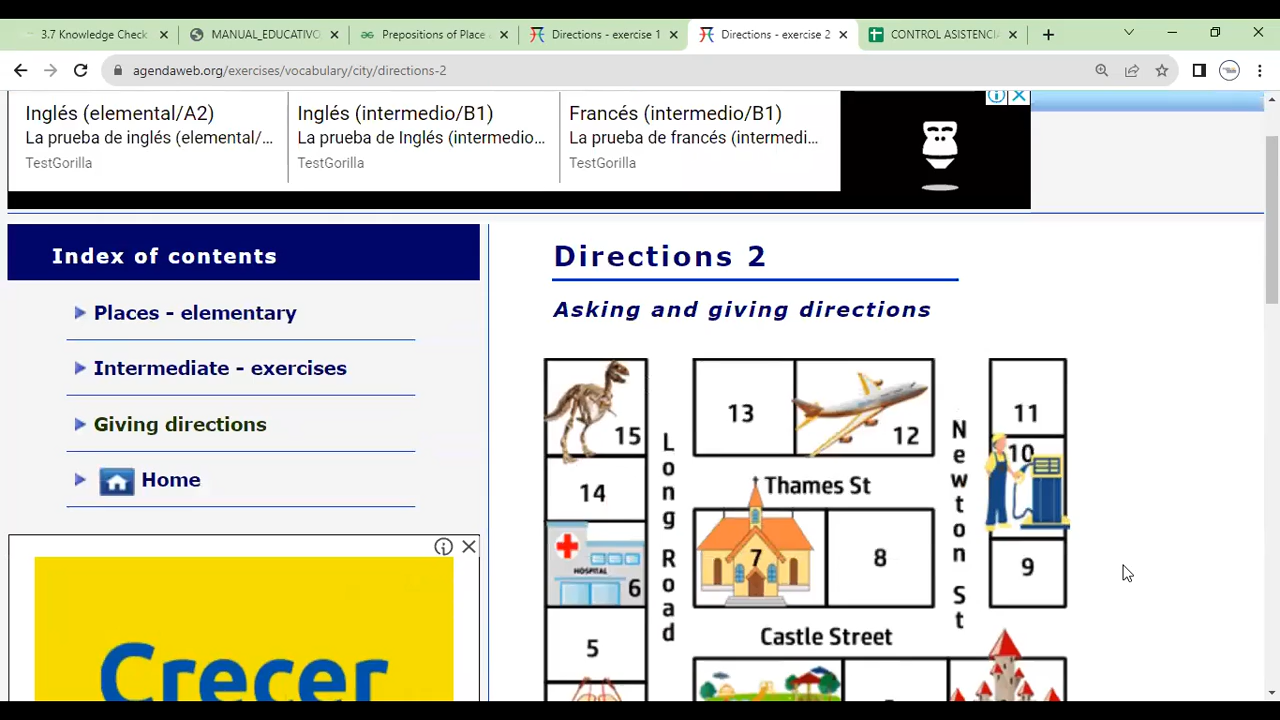 3.7 Knowledge Check
MANUAL_EDUCATIVO
Prepositions of Place
Directions - exercise 1
Directions - exercise 2
CONTROL ASISTENCIA
agendaweb.org/exercises/vocabulary/city/directions-2
Inglés (elemental/A2)
La prueba de inglés (elemental/...
TestGorilla
Inglés (intermedio/B1)
La prueba de Inglés (intermedio...
TestGorilla
Francés (intermedio/B1)
La prueba de francés (intermedi...
TestGorilla
Index of contents
Places - elementary
Intermediate - exercises
Giving directions
Home
Crecer
Directions 2
Asking and giving directions
15
13
12
11
10
14
Long Road
Thames St
Newton St
HOSPITAL
6
7
8
9
5
Castle Street